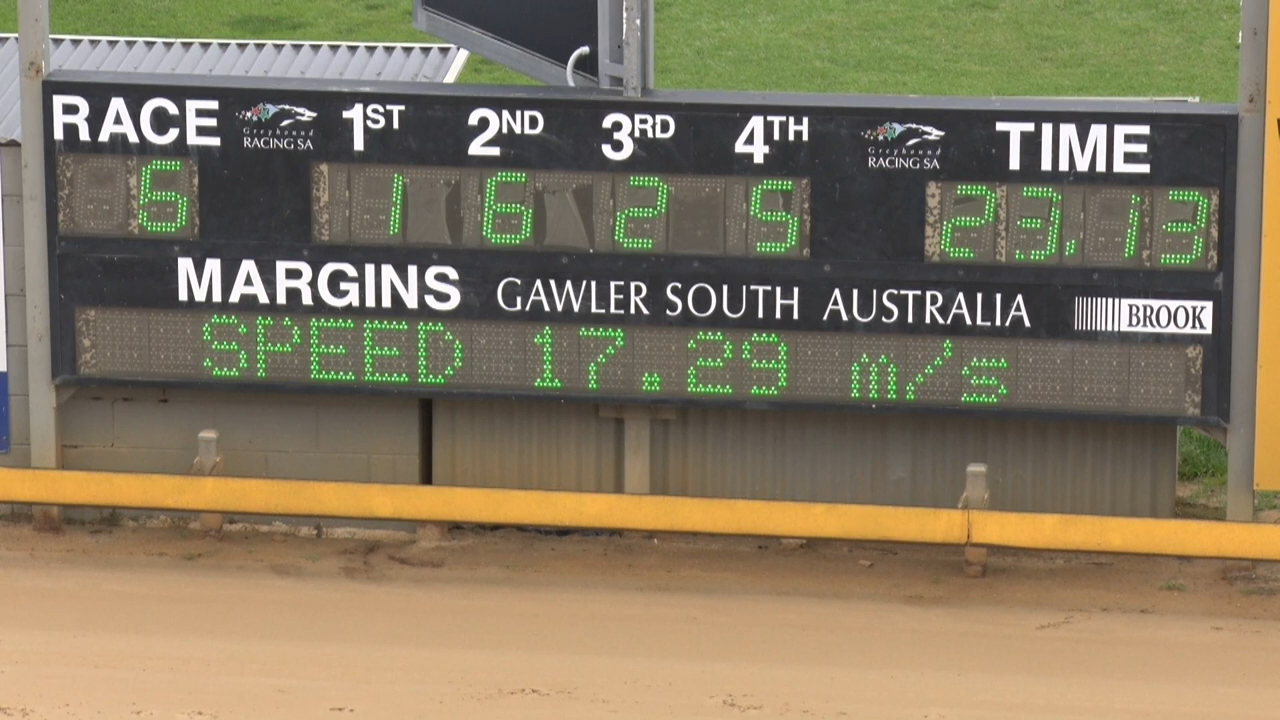 RACE Greyhound RACING SA 1ST 2ND 3RD 4TH Greyhound RACING SA TIME
6 1 6 2 5 23.13
MARGINS GAWLER SOUTH AUSTRALIA BROOK
SPEED 17.29 m/s